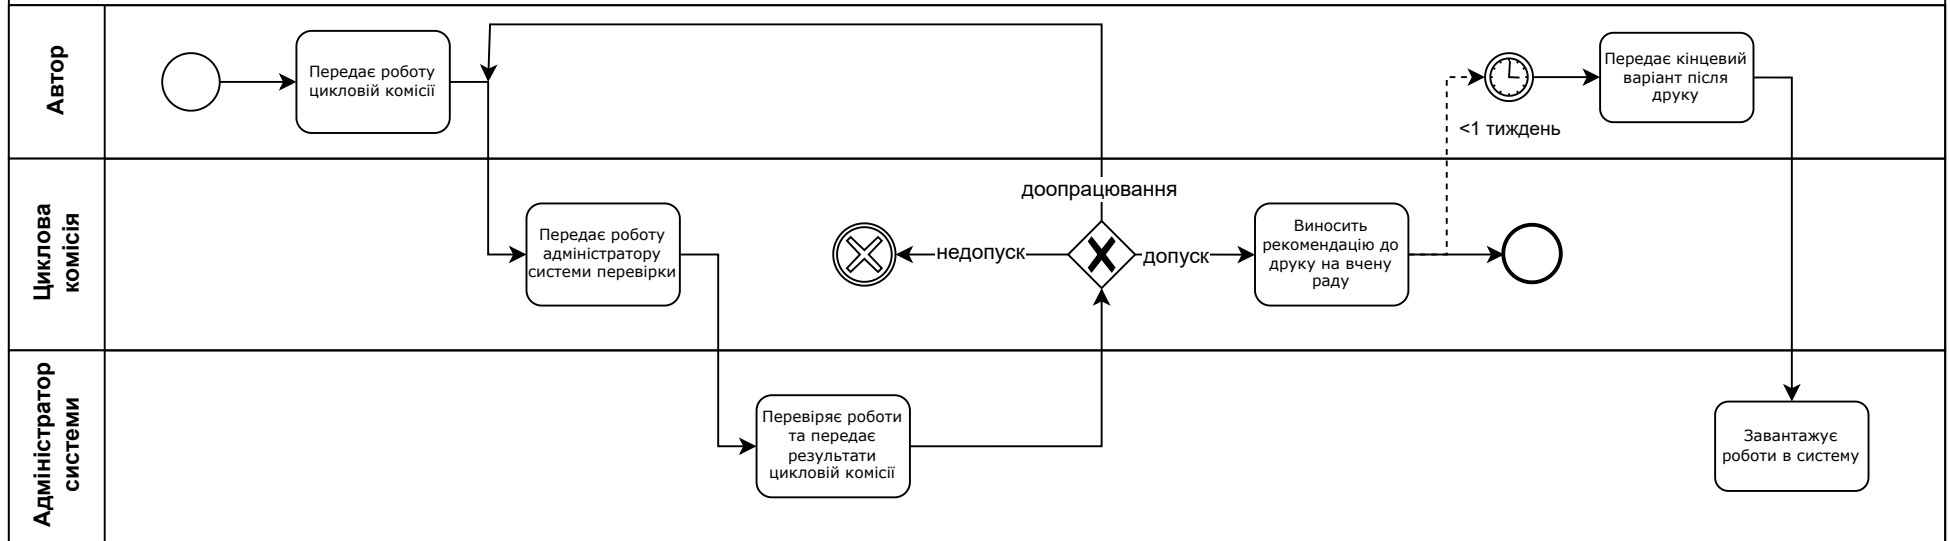 Автор
Передає роботу
цикловій комісії
Передає кінцевий
варіант після
друку
<1 тиждень
Циклова
комісія
Передає роботу
адміністратору
системи перевірки
недопуск
доопрацювання
допуск
Виносить
рекомендацію до
друку на вчену
раду
Адміністратор
системи
Перевіряє роботи
та передає
результати
цикловій комісії
Завантажує
роботи в систему